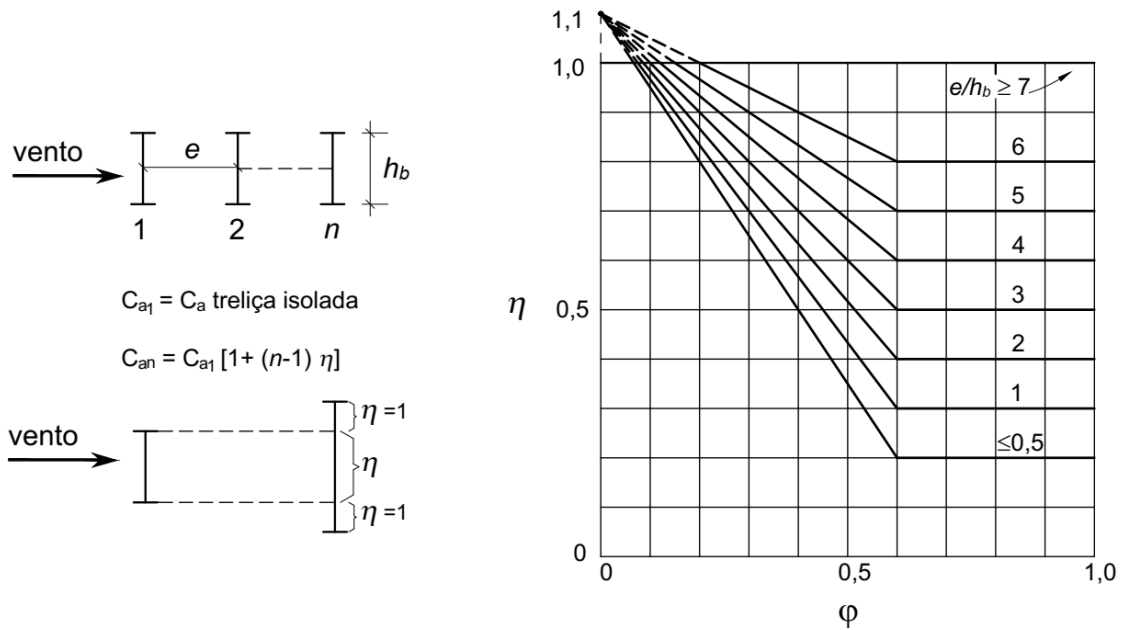 vento
e
h_b
1 2 n
C_a₁ = C_a treliça isolada
C_an = C_a₁ [1+ (n-1) η]
vento
η =1
η
η =1
1,1
1,0
e/h_b ≥ 7
6
5
4
η
0,5
3
2
1
≤0,5
0
0 0,5 1,0
φ